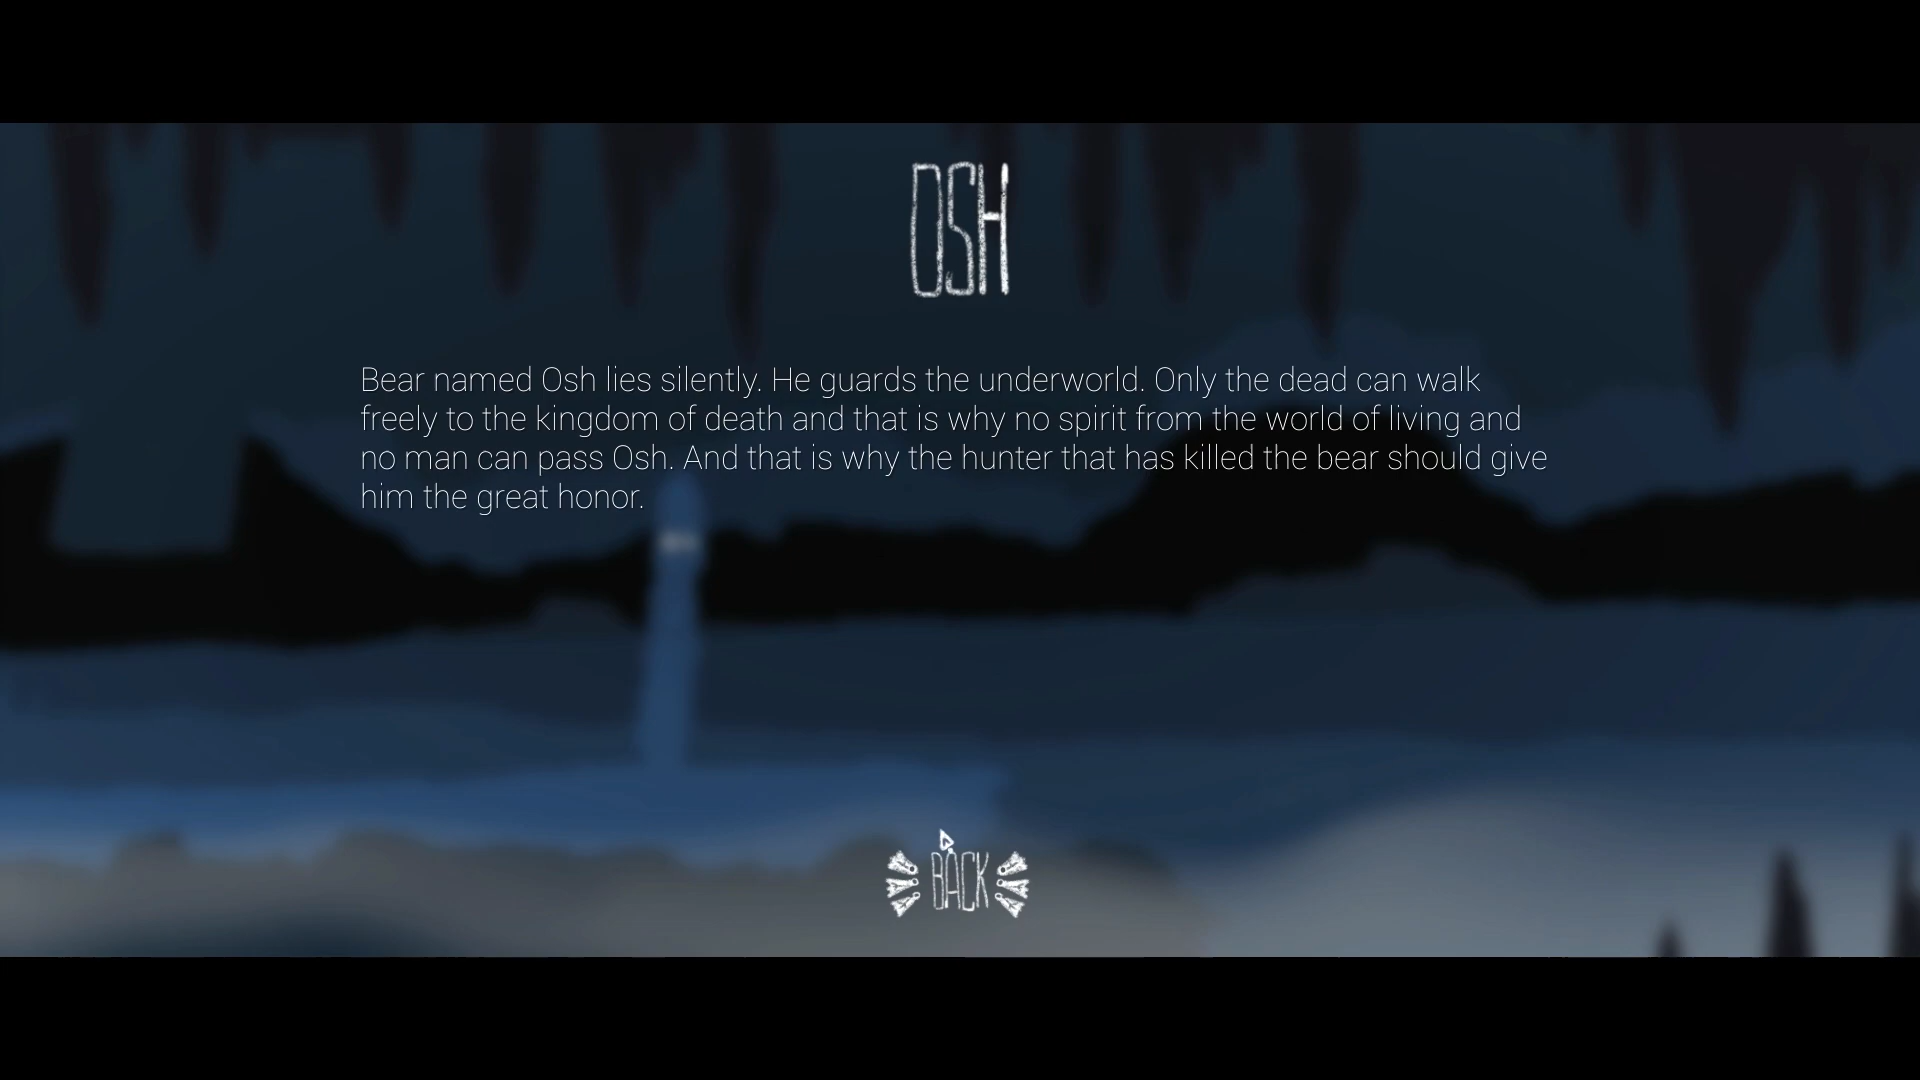 OSH
Bear named Osh lies silently. He guards the underworld. Only the dead can walk
freely to the kingdom of death and that is why no spirit from the world of living and
no man can pass Osh. And that is why the hunter that has killed the bear should give
him the great honor.
BACK